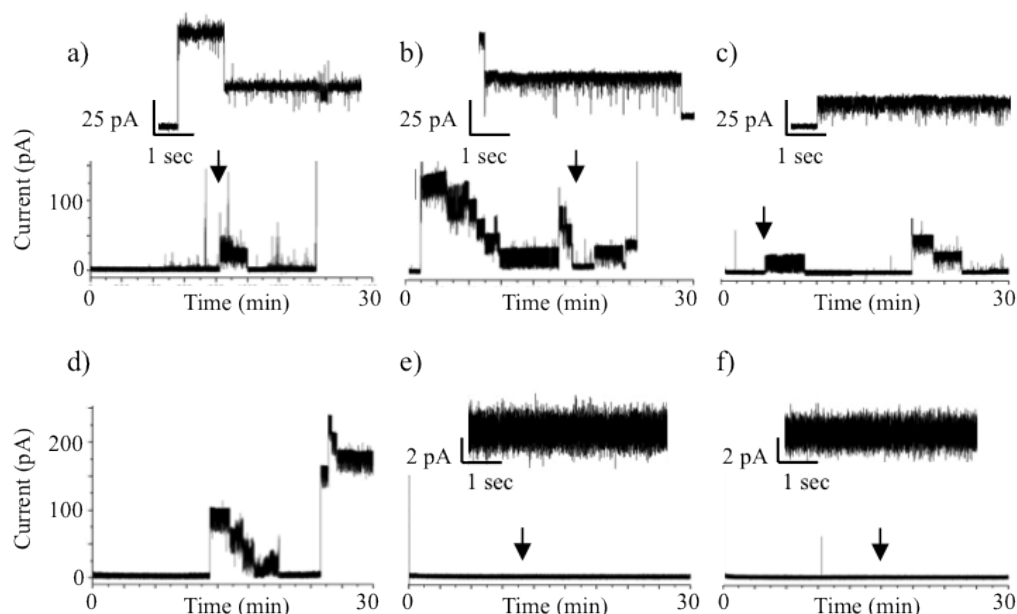 a)
b)
c)
25 pA
1 sec
25 pA
1 sec
25 pA
1 sec
Current (pA)
100
0
0
Time (min)
30
0
Time (min)
30
0
Time (min)
30
d)
e)
f)
2 pA
1 sec
2 pA
1 sec
Current (pA)
200
100
0
0
Time (min)
30
0
Time (min)
30
0
Time (min)
30